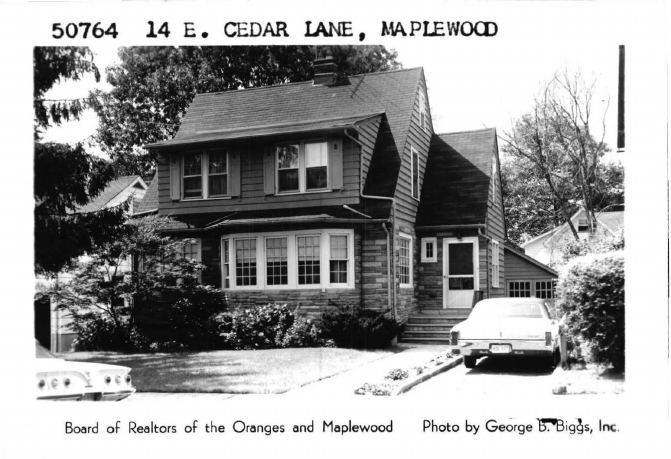 50764 14 E. CEDAR LANE, MAPLEWOOD
Board of Realtors of the Oranges and Maplewood Photo by George B. Biggs, Inc.